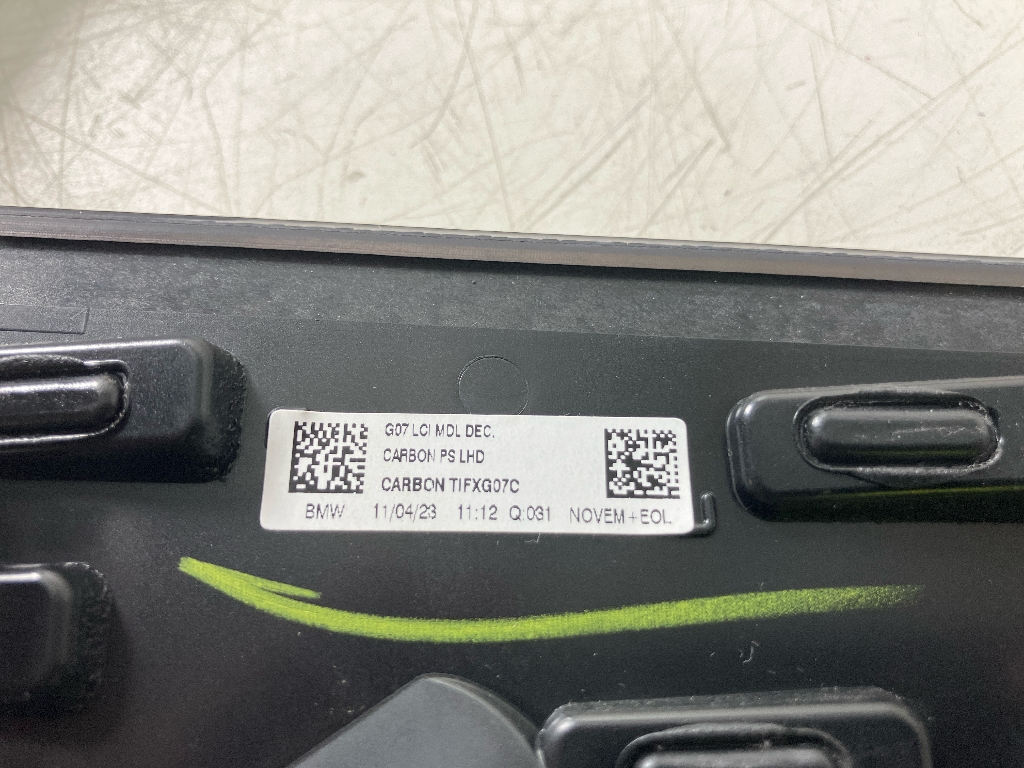 G07 LCI MDL DEC.
CARBON PS LHD
CARBON TIFXG07C
BMW 11/04/23 11:12 Q:031 NOVEM+EOL